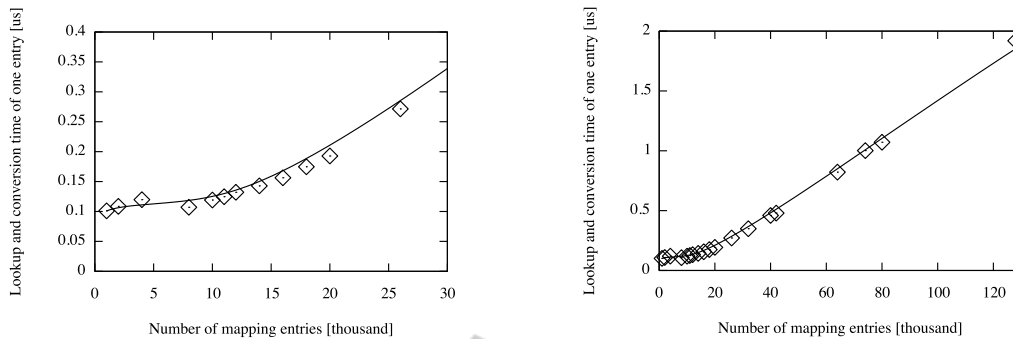 Lookup and conversion time of one entry [us]
0.4
0.35
0.3
0.25
0.2
0.15
0.1
0.05
0
0 5 10 15 20 25 30
Number of mapping entries [thousand]
Lookup and conversion time of one entry [us]
2
1.5
1
0.5
0
0 20 40 60 80 100 120
Number of mapping entries [thousand]